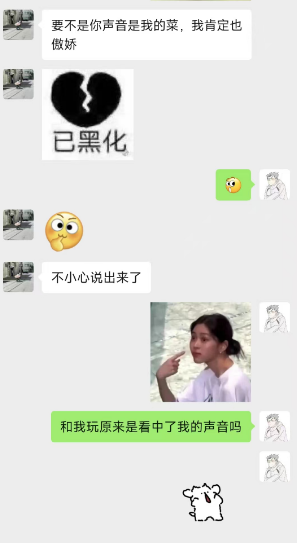 要不是你声音是我的菜，我肯定也
傲娇
已黑化
不小心说出来了
和我玩原来是看中了我的声音吗